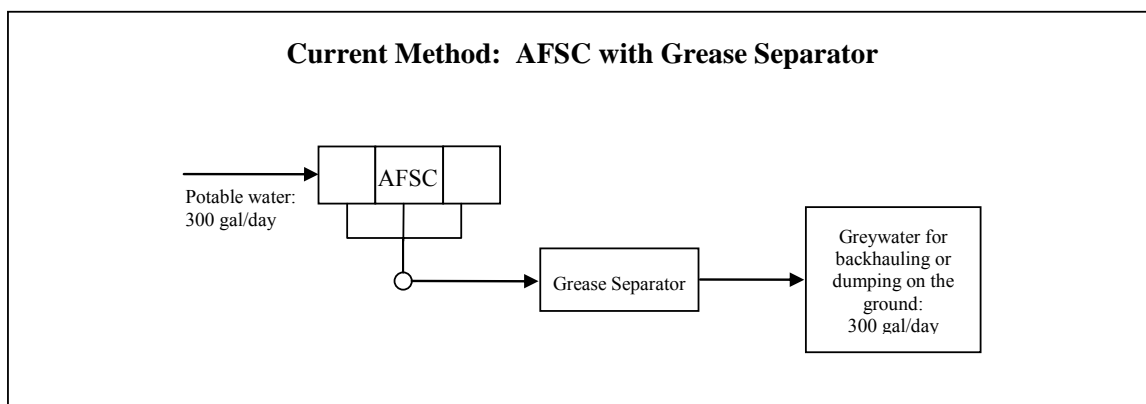 Current Method: AFSC with Grease Separator
AFSC
Potable water:
300 gal/day
Grease Separator
Greywater for
backhauling or
dumping on the
ground:
300 gal/day